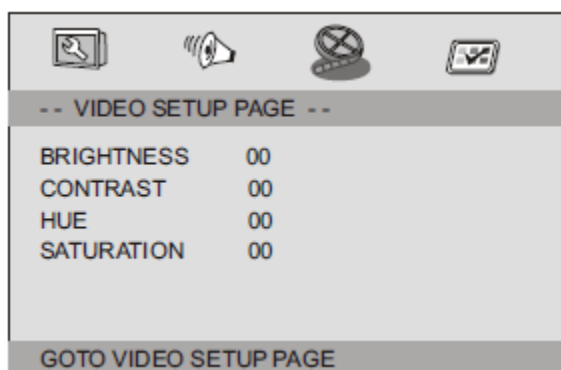 -- VIDEO SETUP PAGE --
BRIGHTNESS 00
CONTRAST 00
HUE 00
SATURATION 00
GOTO VIDEO SETUP PAGE